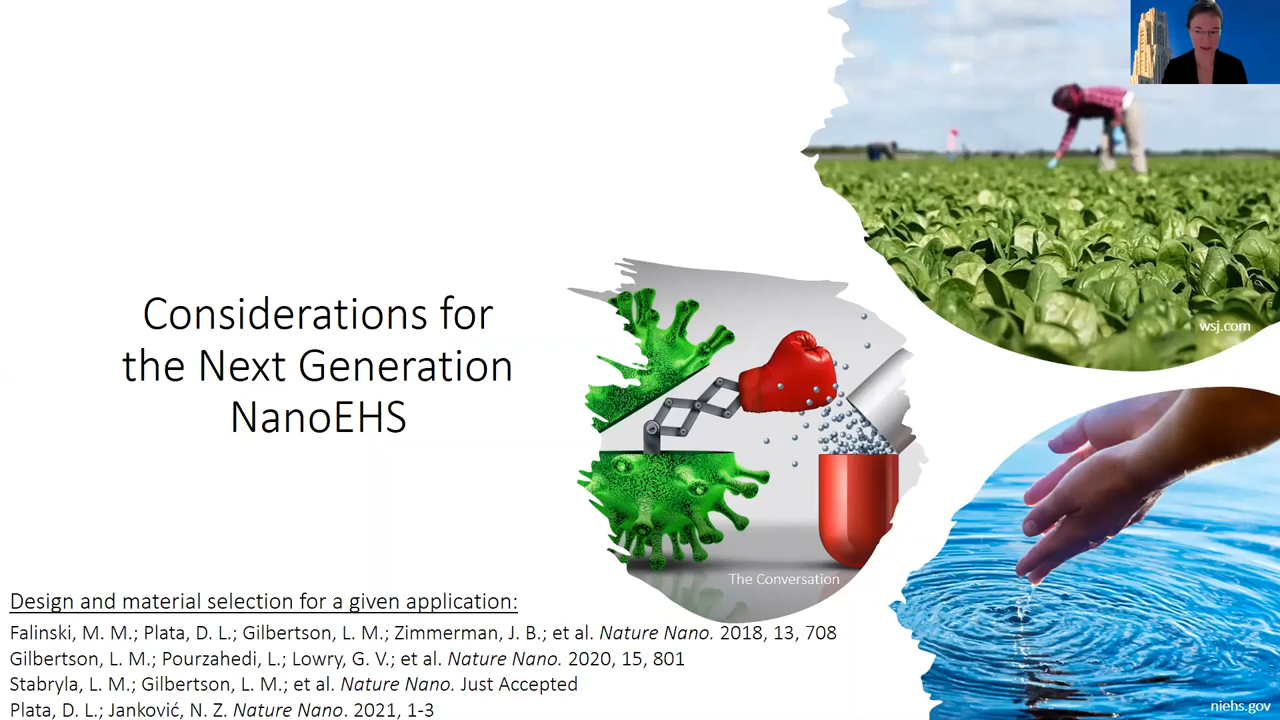 Considerations for
the Next Generation
NanoEHS
wsj.com
The Conversation
niehs.gov
Design and material selection for a given application:
Falinski, M. M.; Plata, D. L.; Gilbertson, L. M.; Zimmerman, J. B.; et al. Nature Nano. 2018, 13, 708
Gilbertson, L. M.; Pourzahedi, L.; Lowry, G. V.; et al. Nature Nano. 2020, 15, 801
Stabryla, L. M.; Gilbertson, L. M.; et al. Nature Nano. Just Accepted
Plata, D. L.; Janković, N. Z. Nature Nano. 2021, 1-3